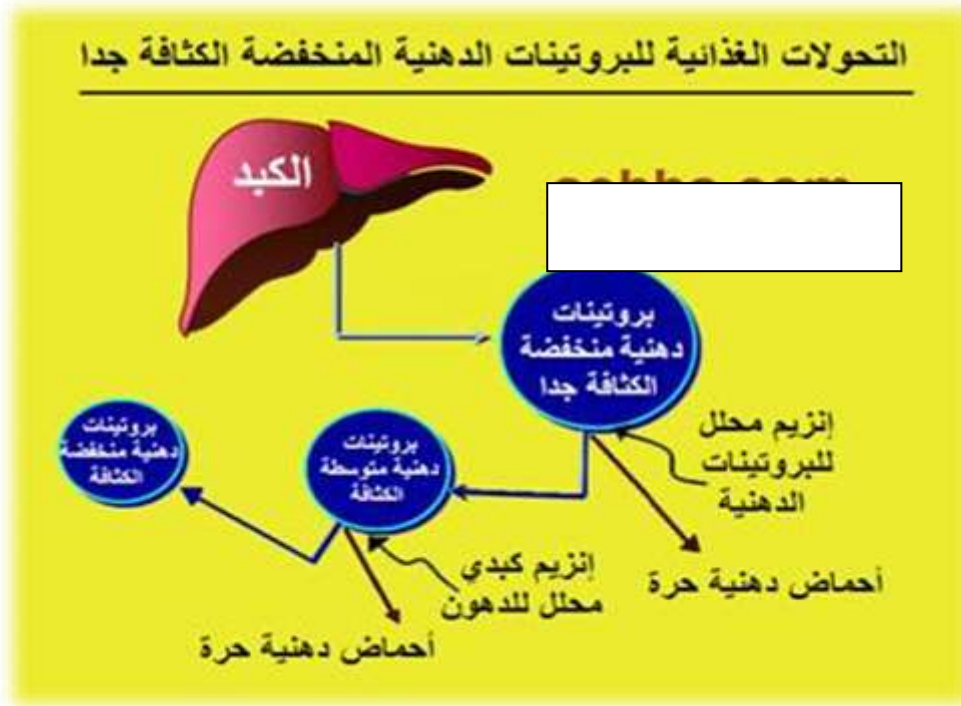 التحولات الغذائية للبروتينات الدهنية المنخفضة الكثافة جدا
الكبد
بروتينات
دهنية منخفضة
الكثافة جدا
إنزيم محلل
للبروتينات
الدهنية
أحماض دهنية حرة
بروتينات
دهنية متوسطة
الكثافة
إنزيم كبدي
محلل للدهون
أحماض دهنية حرة
بروتينات
دهنية منخفضة
الكثافة